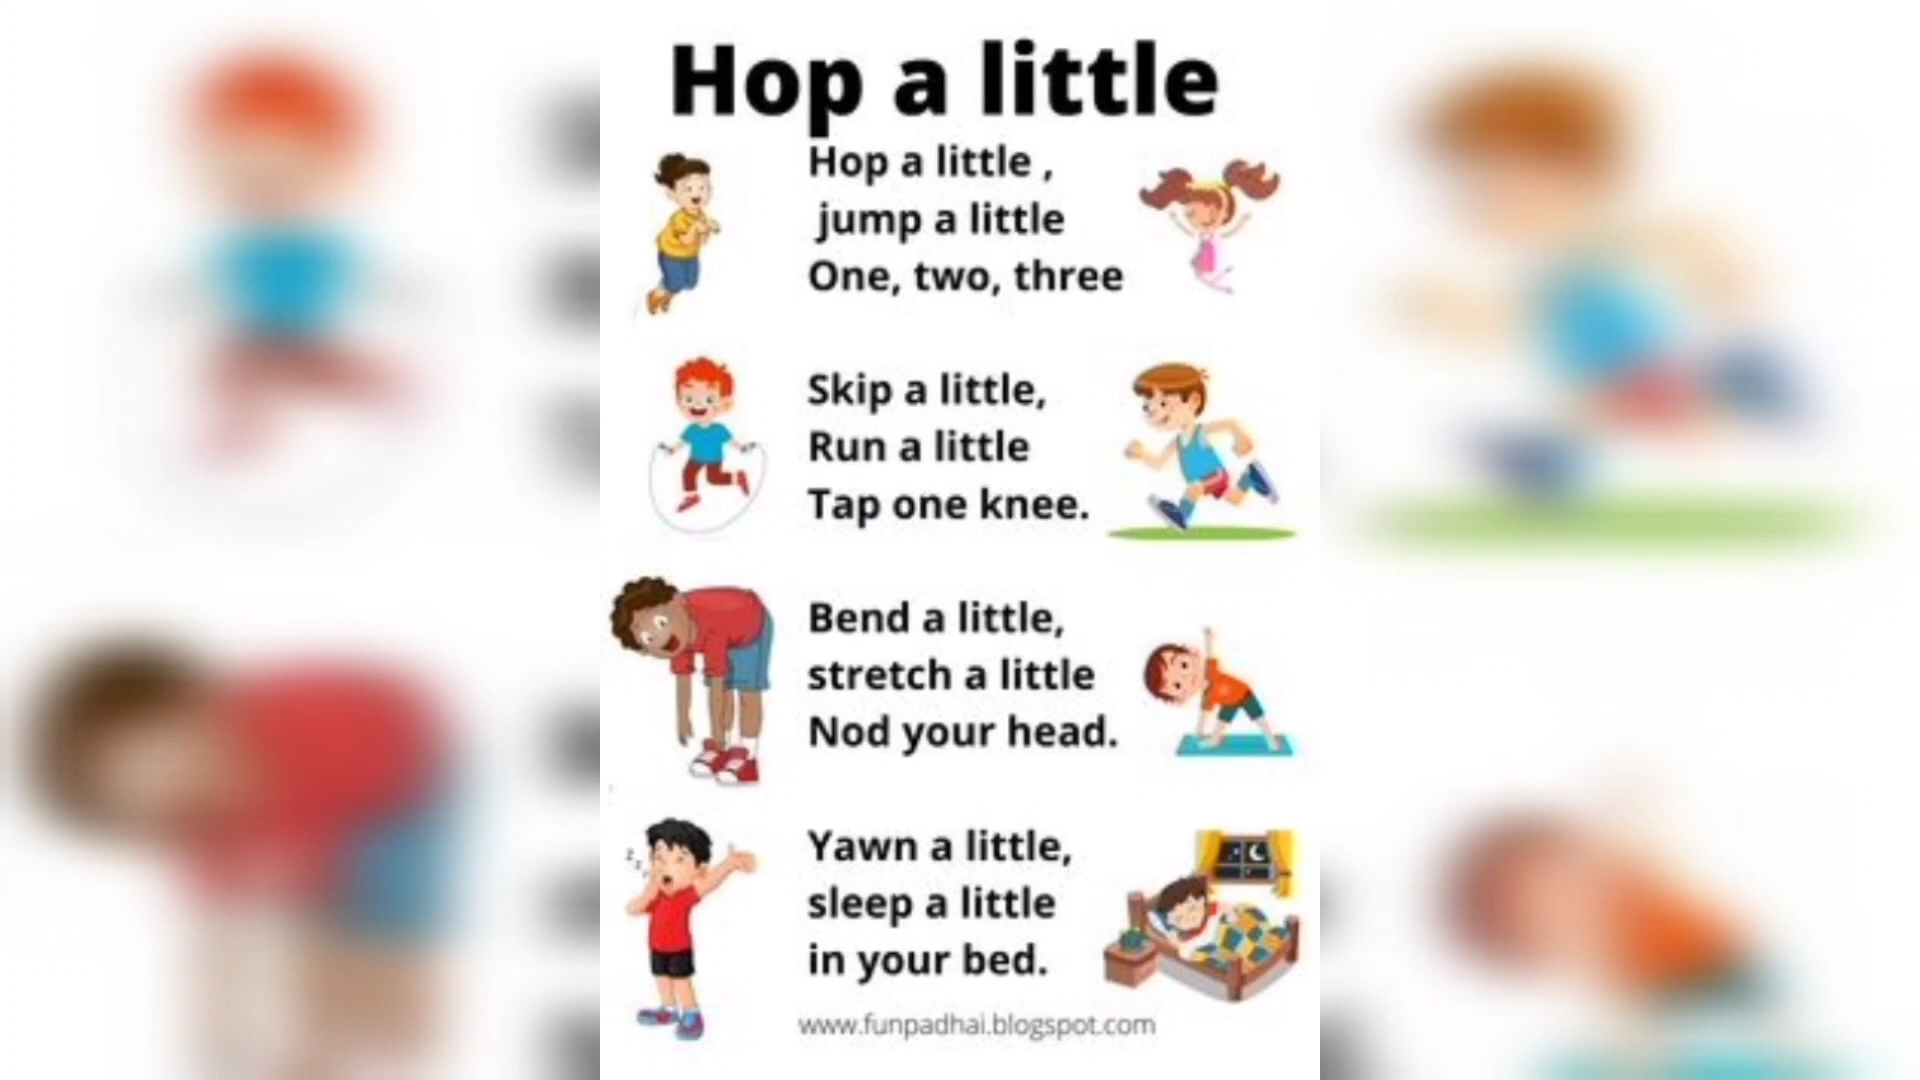 Hop a little
Hop a little ,
jump a little
One, two, three
Skip a little,
Run a little
Tap one knee.
Bend a little,
stretch a little
Nod your head.
Yawn a little,
sleep a little
in your bed.
www.funpadhai.blogspot.com